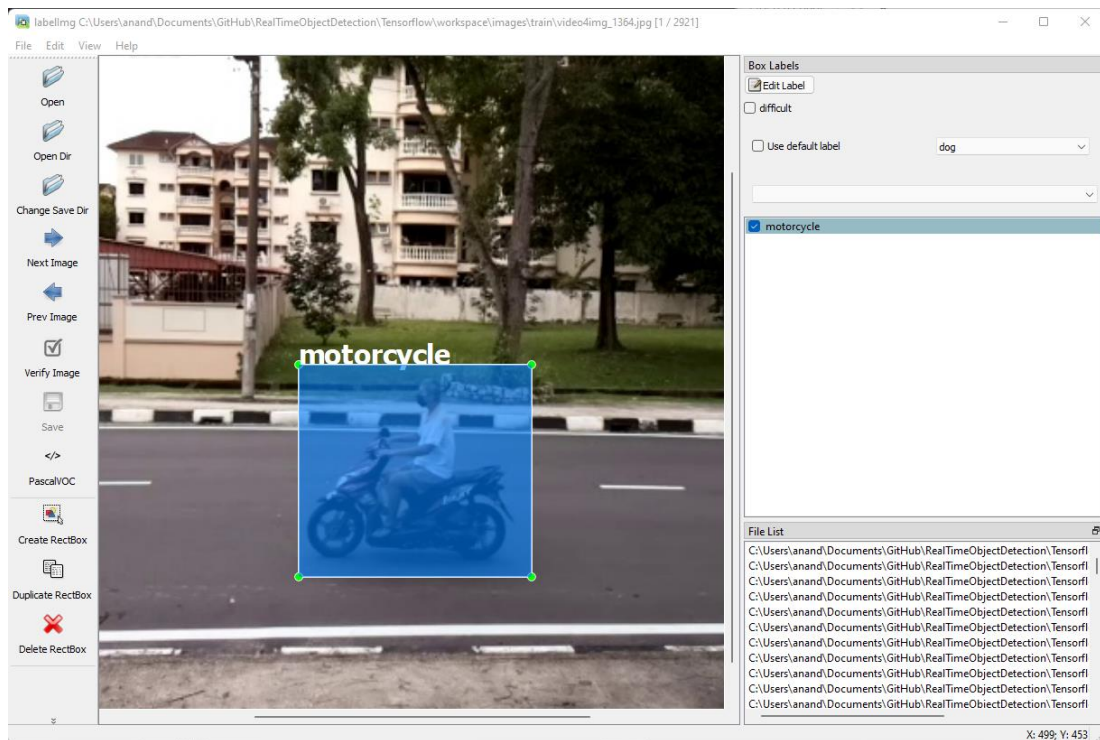 labelImg C:\Users\anand\Documents\GitHub\RealTimeObjectDetection\Tensorflow\workspace\images\train\video4img_1364.jpg [1 / 2921]
File Edit View Help
Open
Open Dir
Change Save Dir
Next Image
Prev Image
Verify Image
Save
</>
PascalVOC
Create RectBox
Duplicate RectBox
Delete RectBox
motorcycle
Box Labels
Edit Label
difficult
Use default label
dog
motorcycle
File List
C:\Users\anand\Documents\GitHub\RealTimeObjectDetection\Tensorfl
C:\Users\anand\Documents\GitHub\RealTimeObjectDetection\Tensorfl
C:\Users\anand\Documents\GitHub\RealTimeObjectDetection\Tensorfl
C:\Users\anand\Documents\GitHub\RealTimeObjectDetection\Tensorfl
C:\Users\anand\Documents\GitHub\RealTimeObjectDetection\Tensorfl
C:\Users\anand\Documents\GitHub\RealTimeObjectDetection\Tensorfl
C:\Users\anand\Documents\GitHub\RealTimeObjectDetection\Tensorfl
C:\Users\anand\Documents\GitHub\RealTimeObjectDetection\Tensorfl
C:\Users\anand\Documents\GitHub\RealTimeObjectDetection\Tensorfl
C:\Users\anand\Documents\GitHub\RealTimeObjectDetection\Tensorfl
C:\Users\anand\Documents\GitHub\RealTimeObjectDetection\Tensorfl
X: 499; Y: 453